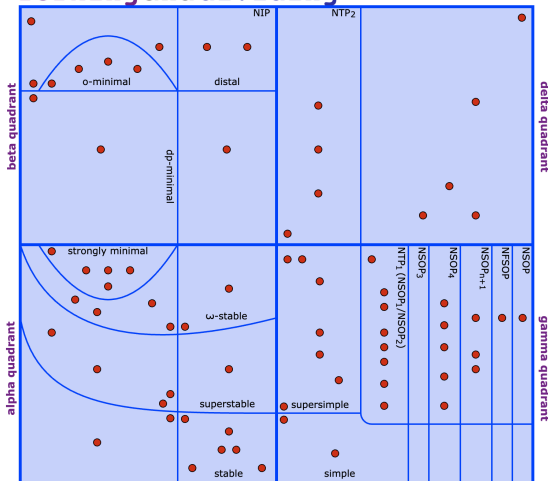 NIP
NTP₂
o-minimal
distal
dp-minimal
beta quadrant
delta quadrant
strongly minimal
ω-stable
superstable
supersimple
stable
simple
NTP₁ (NSOP₁/NSOP₂)
NSOP₃
NSOP₄
NSOPₙ₊₁
NFSOP
NSOP
alpha quadrant
gamma quadrant